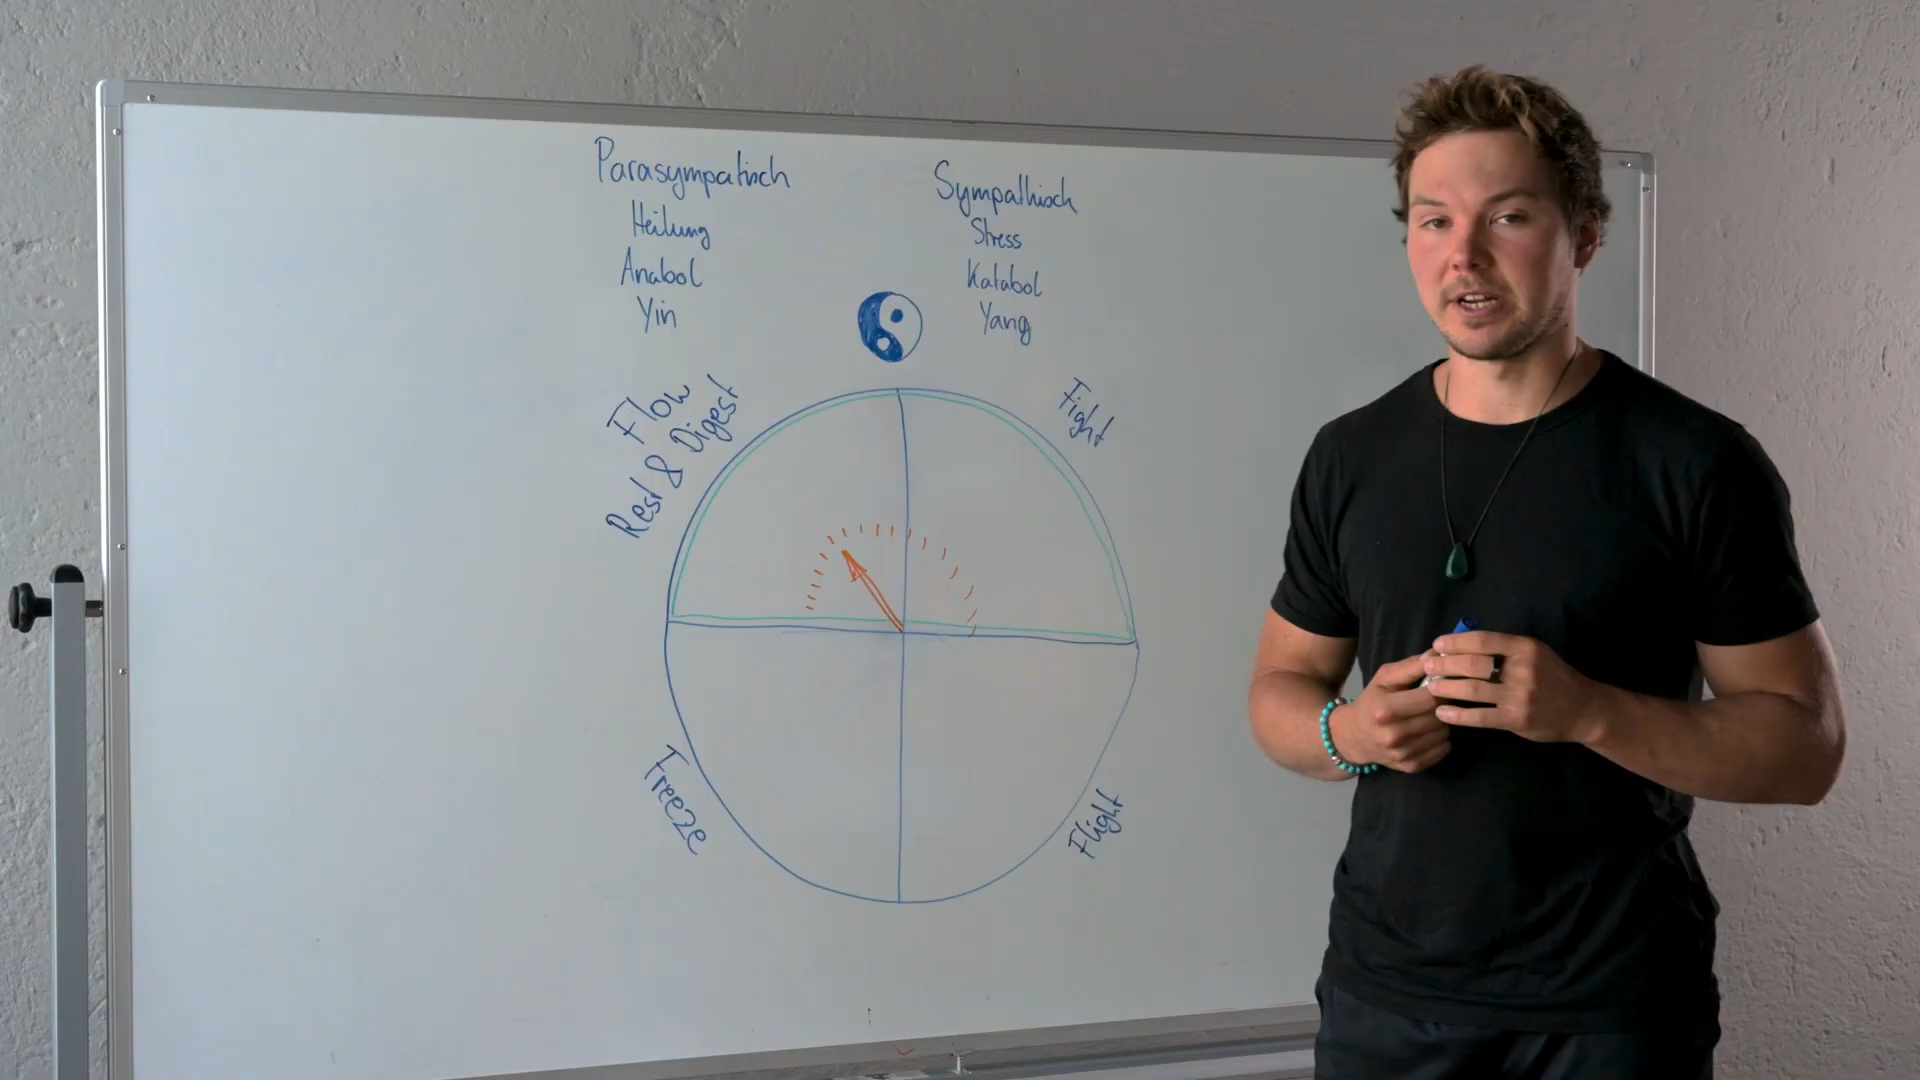 Parasympatisch
Heilung
Anabol
Yin
Sympathisch
Stress
Katabol
Yang
Flow
Rest & Digest
Fight
Freeze
Flight